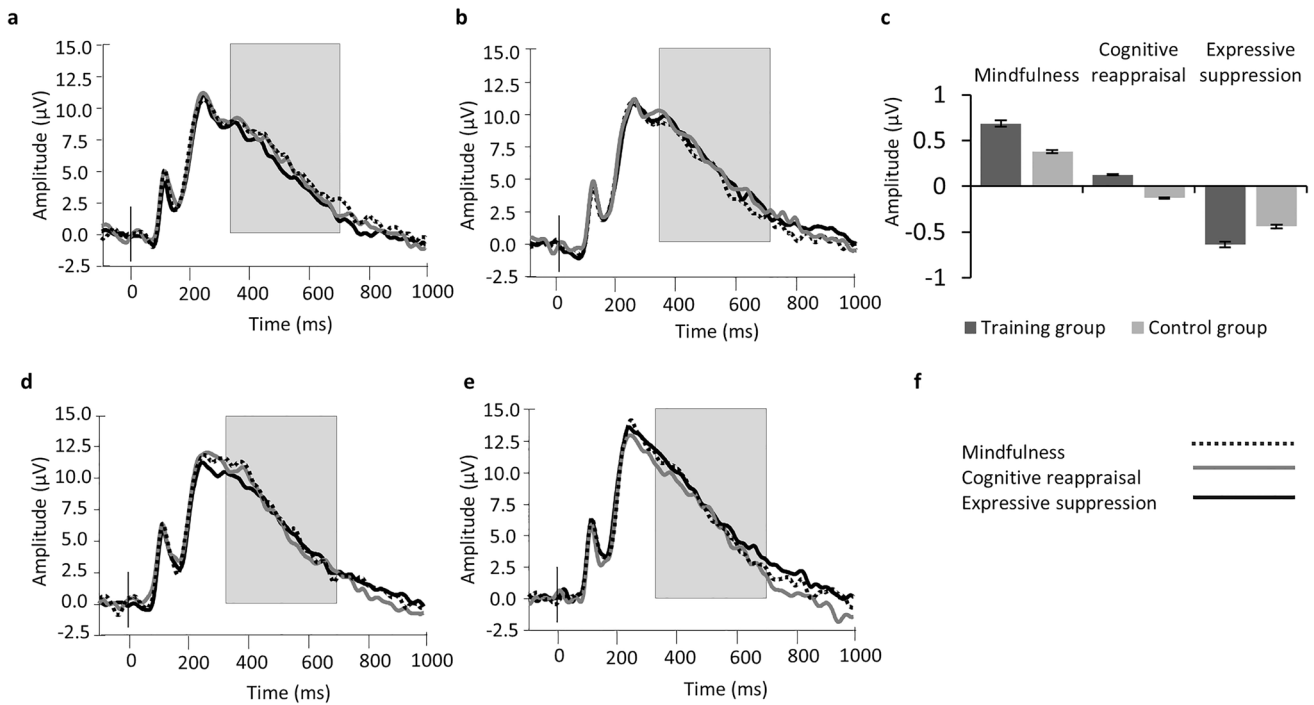 a
15.0
12.5
10.0
7.5
5.0
2.5
0.0
-2.5
Amplitude (µV)
0 200 400 600 800 1000
Time (ms)
b
15.0
12.5
10.0
7.5
5.0
2.5
0.0
-2.5
Amplitude (µV)
0 200 400 600 800 1000
Time (ms)
c
Mindfulness
Cognitive
reappraisal
Expressive
suppression
1
0.5
0
-0.5
-1
Amplitude (µV)
Training group Control group
d
15.0
12.5
10.0
7.5
5.0
2.5
0.0
-2.5
Amplitude (µV)
0 200 400 600 800 1000
Time (ms)
e
15.0
12.5
10.0
7.5
5.0
2.5
0.0
-2.5
Amplitude (µV)
0 200 400 600 800 1000
Time (ms)
f
Mindfulness
Cognitive reappraisal
Expressive suppression